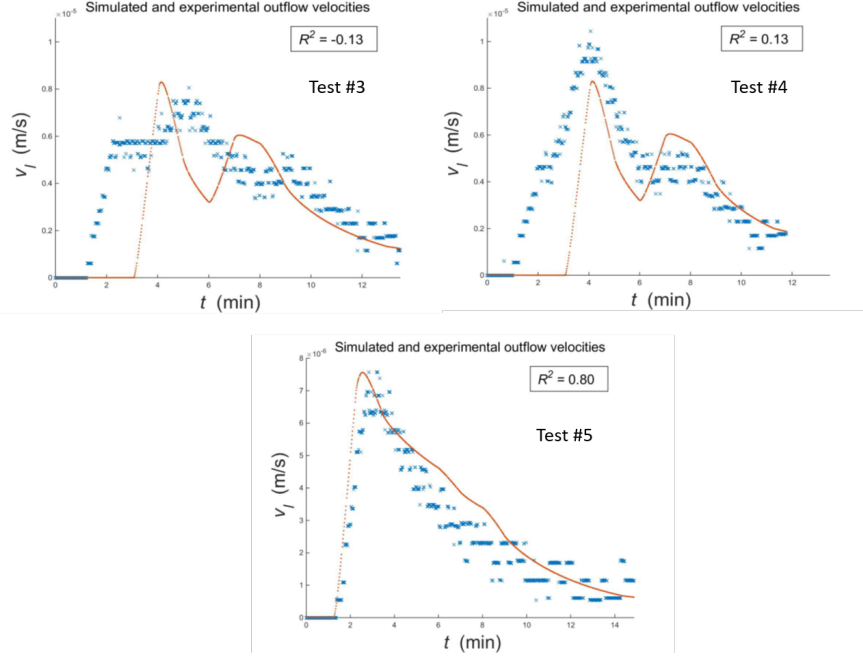 Simulated and experimental outflow velocities
×10⁻⁵
R² = -0.13
Test #3
1
0.8
0.6
0.4
0.2
0
v_l (m/s)
0 2 4 6 8 10 12
t (min)
Simulated and experimental outflow velocities
×10⁻⁵
R² = 0.13
Test #4
1
0.8
0.6
0.4
0.2
0
v_l (m/s)
0 2 4 6 8 10 12
t (min)
Simulated and experimental outflow velocities
×10⁻⁶
R² = 0.80
Test #5
8
7
6
5
4
3
2
1
0
v_l (m/s)
0 2 4 6 8 10 12 14
t (min)